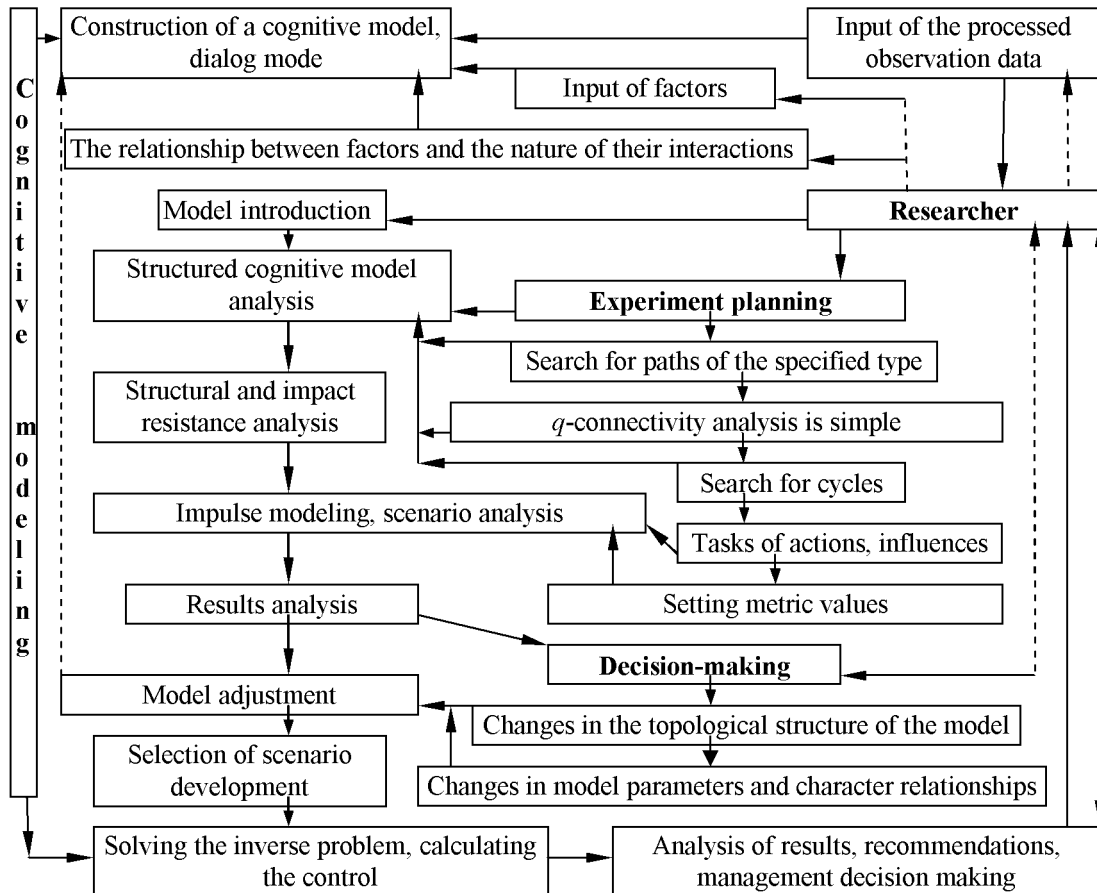 Cognitive modeling
Construction of a cognitive model,
dialog mode
Input of the processed
observation data
Input of factors
The relationship between factors and the nature of their interactions
Model introduction
Researcher
Structured cognitive model
analysis
Experiment planning
Search for paths of the specified type
Structural and impact
resistance analysis
q-connectivity analysis is simple
Search for cycles
Impulse modeling, scenario analysis
Tasks of actions, influences
Results analysis
Setting metric values
Decision-making
Model adjustment
Changes in the topological structure of the model
Selection of scenario
development
Changes in model parameters and character relationships
Solving the inverse problem, calculating
the control
Analysis of results, recommendations,
management decision making